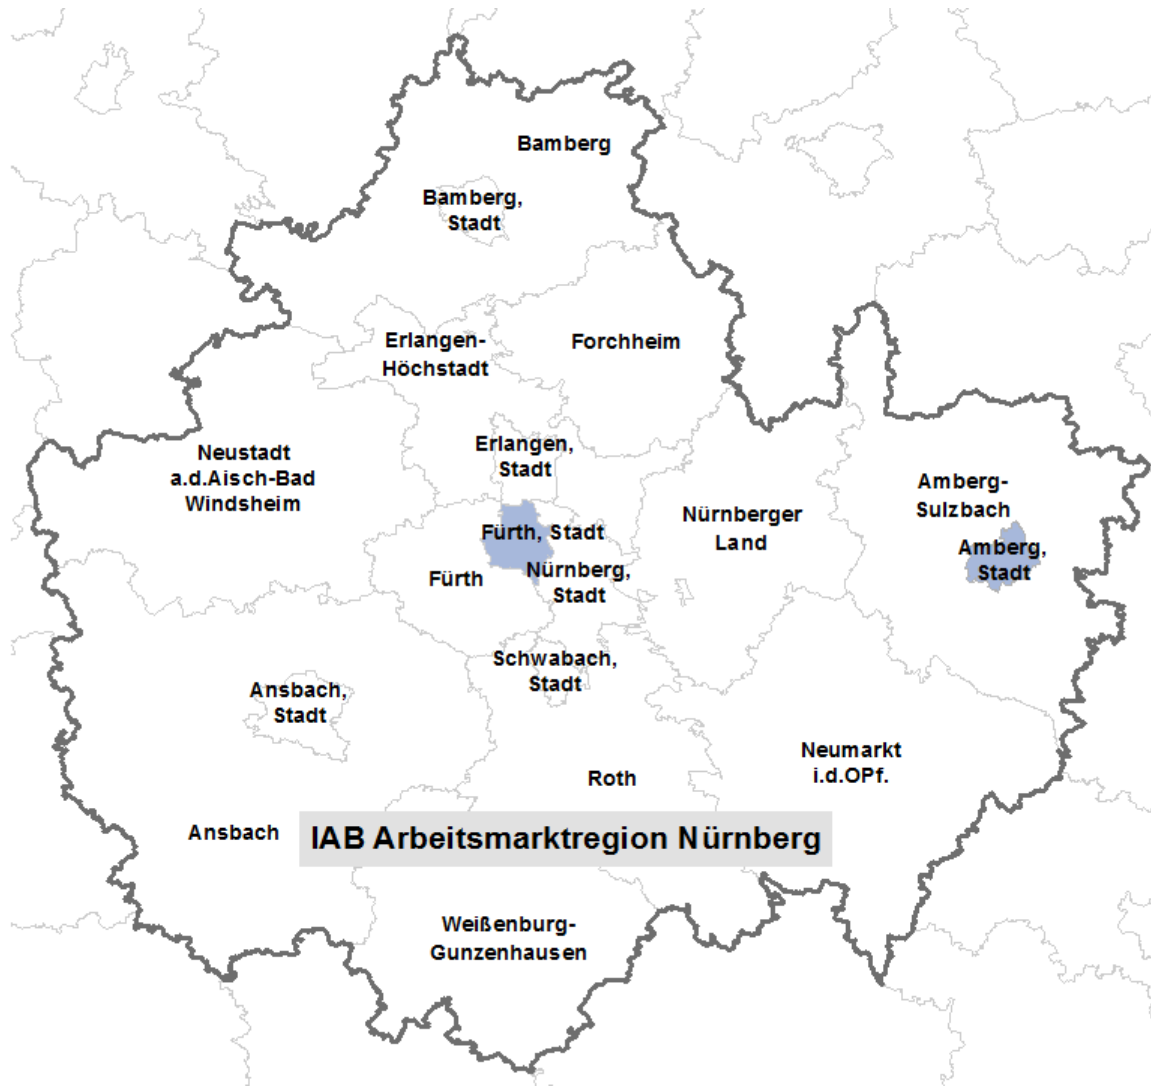 Bamberg
Bamberg,
Stadt
Erlangen-
Höchstadt
Forchheim
Neustadt
a.d.Aisch-Bad
Windsheim
Erlangen,
Stadt
Nürnberger
Land
Amberg-
Sulzbach
Fürth, Stadt
Amberg,
Stadt
Fürth
Nürnberg,
Stadt
Schwabach,
Stadt
Ansbach,
Stadt
Neumarkt
i.d.OPf.
Roth
Ansbach
IAB Arbeitsmarktregion Nürnberg
Weißenburg-
Gunzenhausen